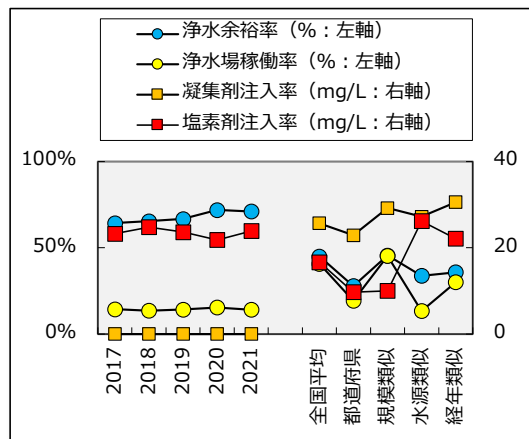 浄水余裕率（%：左軸）
浄水場稼働率（%：左軸）
凝集剤注入率（mg/L：右軸）
塩素剤注入率（mg/L：右軸）
100%
40
50%
20
0%
0
2017
2018
2019
2020
2021
全国平均
都道府県
規模類似
水源類似
経年類似